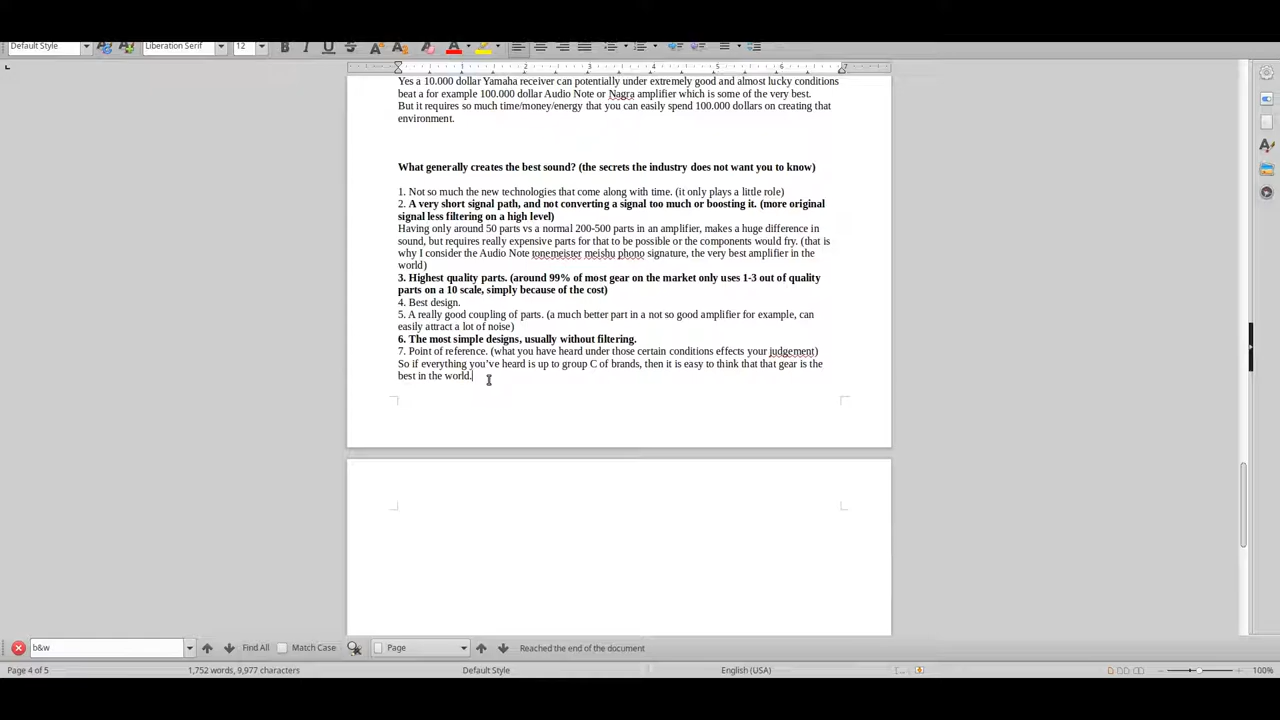 Default Style
Liberation Serif
12
B I U S
1 2 3 4 5 6 7
Yes a 10.000 dollar Yamaha receiver can potentially under extremely good and almost lucky conditions
beat a for example 100.000 dollar Audio Note or Nagra amplifier which is some of the very best.
But it requires so much time/money/energy that you can easily spend 100.000 dollars on creating that
environment.
What generally creates the best sound? (the secrets the industry does not want you to know)
1. Not so much the new technologies that come along with time. (it only plays a little role)
2. A very short signal path, and not converting a signal too much or boosting it. (more original
signal less filtering on a high level)
Having only around 50 parts vs a normal 200-500 parts in an amplifier, makes a huge difference in
sound, but requires really expensive parts for that to be possible or the components would fry. (that is
why I consider the Audio Note tonemeister meishu phono signature, the very best amplifier in the
world)
3. Highest quality parts. (around 99% of most gear on the market only uses 1-3 out of quality
parts on a 10 scale, simply because of the cost)
4. Best design.
5. A really good coupling of parts. (a much better part in a not so good amplifier for example, can
easily attract a lot of noise)
6. The most simple designs, usually without filtering.
7. Point of reference. (what you have heard under those certain conditions effects your judgement)
So if everything you've heard is up to group C of brands, then it is easy to think that that gear is the
best in the world.
b&w
Find All
Match Case
Page
Reached the end of the document
Page 4 of 5
1,752 words, 9,977 characters
Default Style
English (USA)
100%